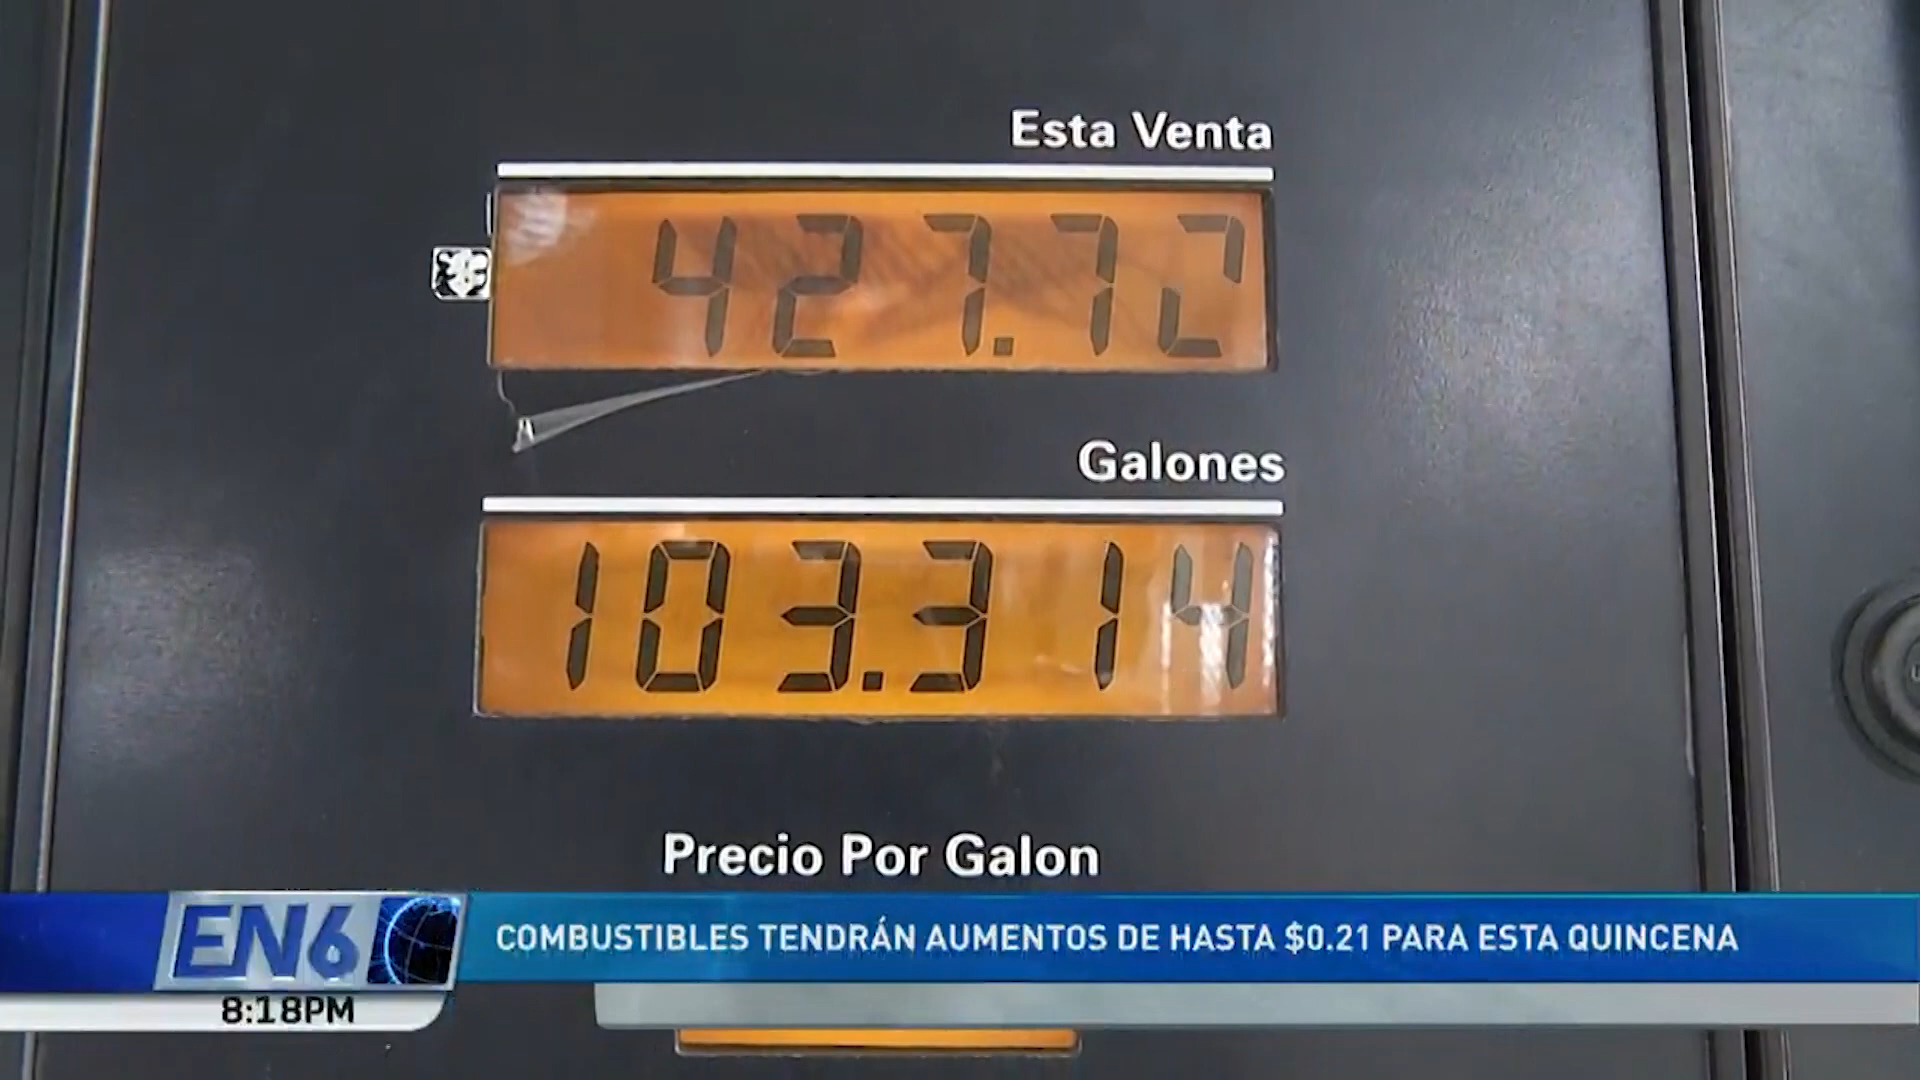 Esta Venta
427.72
Galones
103.314
Precio Por Galon
EN6
COMBUSTIBLES TENDRÁN AUMENTOS DE HASTA $0.21 PARA ESTA QUINCENA
8:18PM